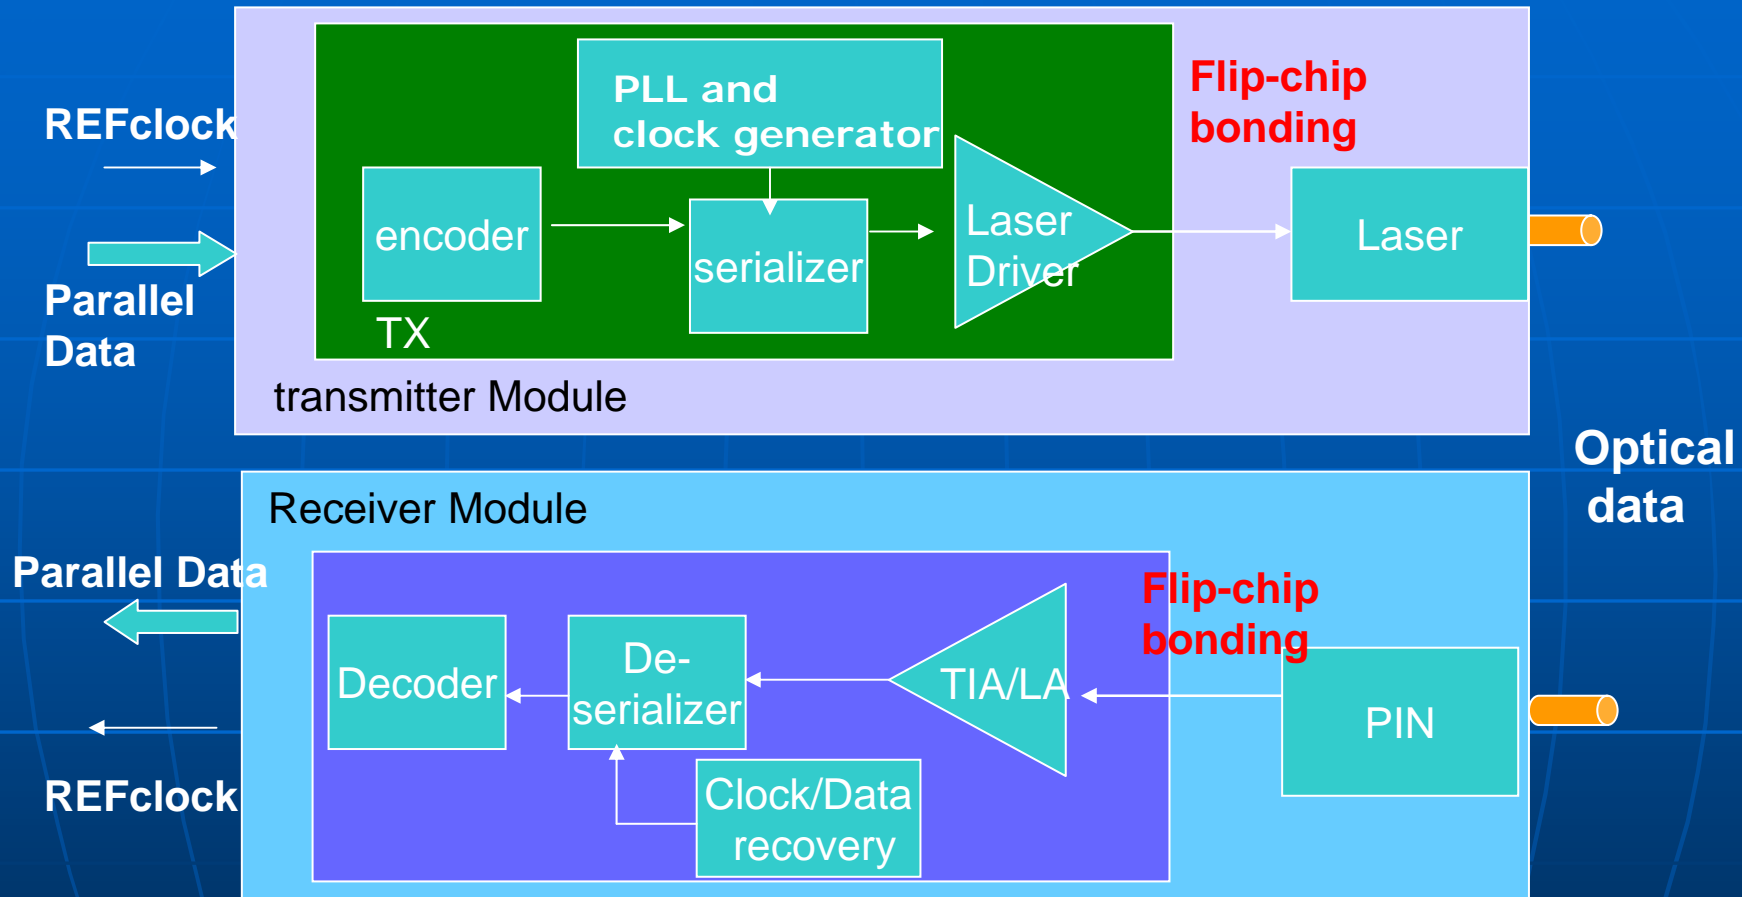 REFclock
Parallel
Data
PLL and
clock generator
encoder
serializer
Laser
Driver
TX
transmitter Module
Flip-chip
bonding
Laser
Optical
data
Receiver Module
Parallel Data
REFclock
Decoder
De-
serializer
TIA/LA
Clock/Data
recovery
Flip-chip
bonding
PIN